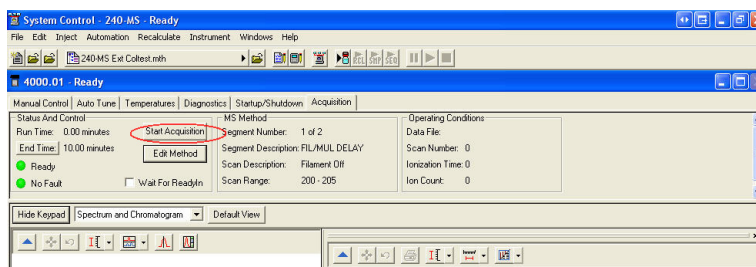 System Control - 240-MS - Ready
File Edit Inject Automation Recalculate Instrument Windows Help
240-MS Ext Coltest.mth
RCL SMP SEQ
4000.01 - Ready
Manual Control Auto Tune Temperatures Diagnostics Startup/Shutdown Acquisition
Status And Control MS Method Operating Conditions
Run Time: 0.00 minutes Start Acquisition Segment Number: 1 of 2 Data File:
End Time: 10.00 minutes Edit Method Segment Description: FIL/MUL DELAY Scan Number: 0
Ready Scan Description: Filament Off Ionization Time: 0
No Fault Wait For ReadyIn Scan Range: 200 - 205 Ion Count: 0
Hide Keypad Spectrum and Chromatogram Default View